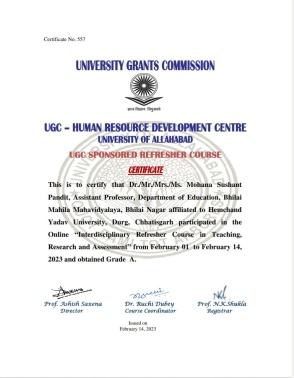 Certificate No. 557
UNIVERSITY GRANTS COMMISSION
ज्ञान-विज्ञान विमुक्तये
UGC – HUMAN RESOURCE DEVELOPMENT CENTRE
UNIVERSITY OF ALLAHABAD
UGC SPONSORED REFRESHER COURSE
CERTIFICATE
This is to certify that Dr./Mr./Mrs./Ms. Mohana Sushant
Pandit, Assistant Professor, Department of Education, Bhilai
Mahila Mahavidyalaya, Bhilai Nagar affiliated to Hemchand
Yadav University, Durg, Chhatisgarh participated in the
Online “Interdisciplinary Refresher Course in Teaching,
Research and Assessment” from February 01 to February 14,
2023 and obtained Grade A.
Prof. Ashish Saxena Dr. Ruchi Dubey Prof. N.K.Shukla
Director Course Coordinator Registrar
Issued on
February 14, 2023